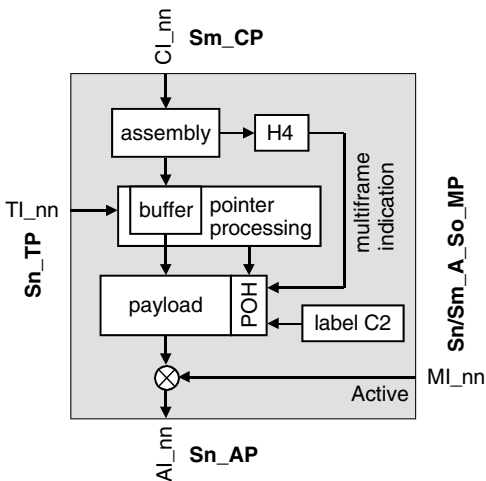 CI_nn
Sm_CP
assembly
H4
multiframe
indication
TI_nn
Sn_TP
buffer
pointer
processing
payload
POH
label C2
Sn/Sm_A_So_MP
MI_nn
Active
AI_nn
Sn_AP